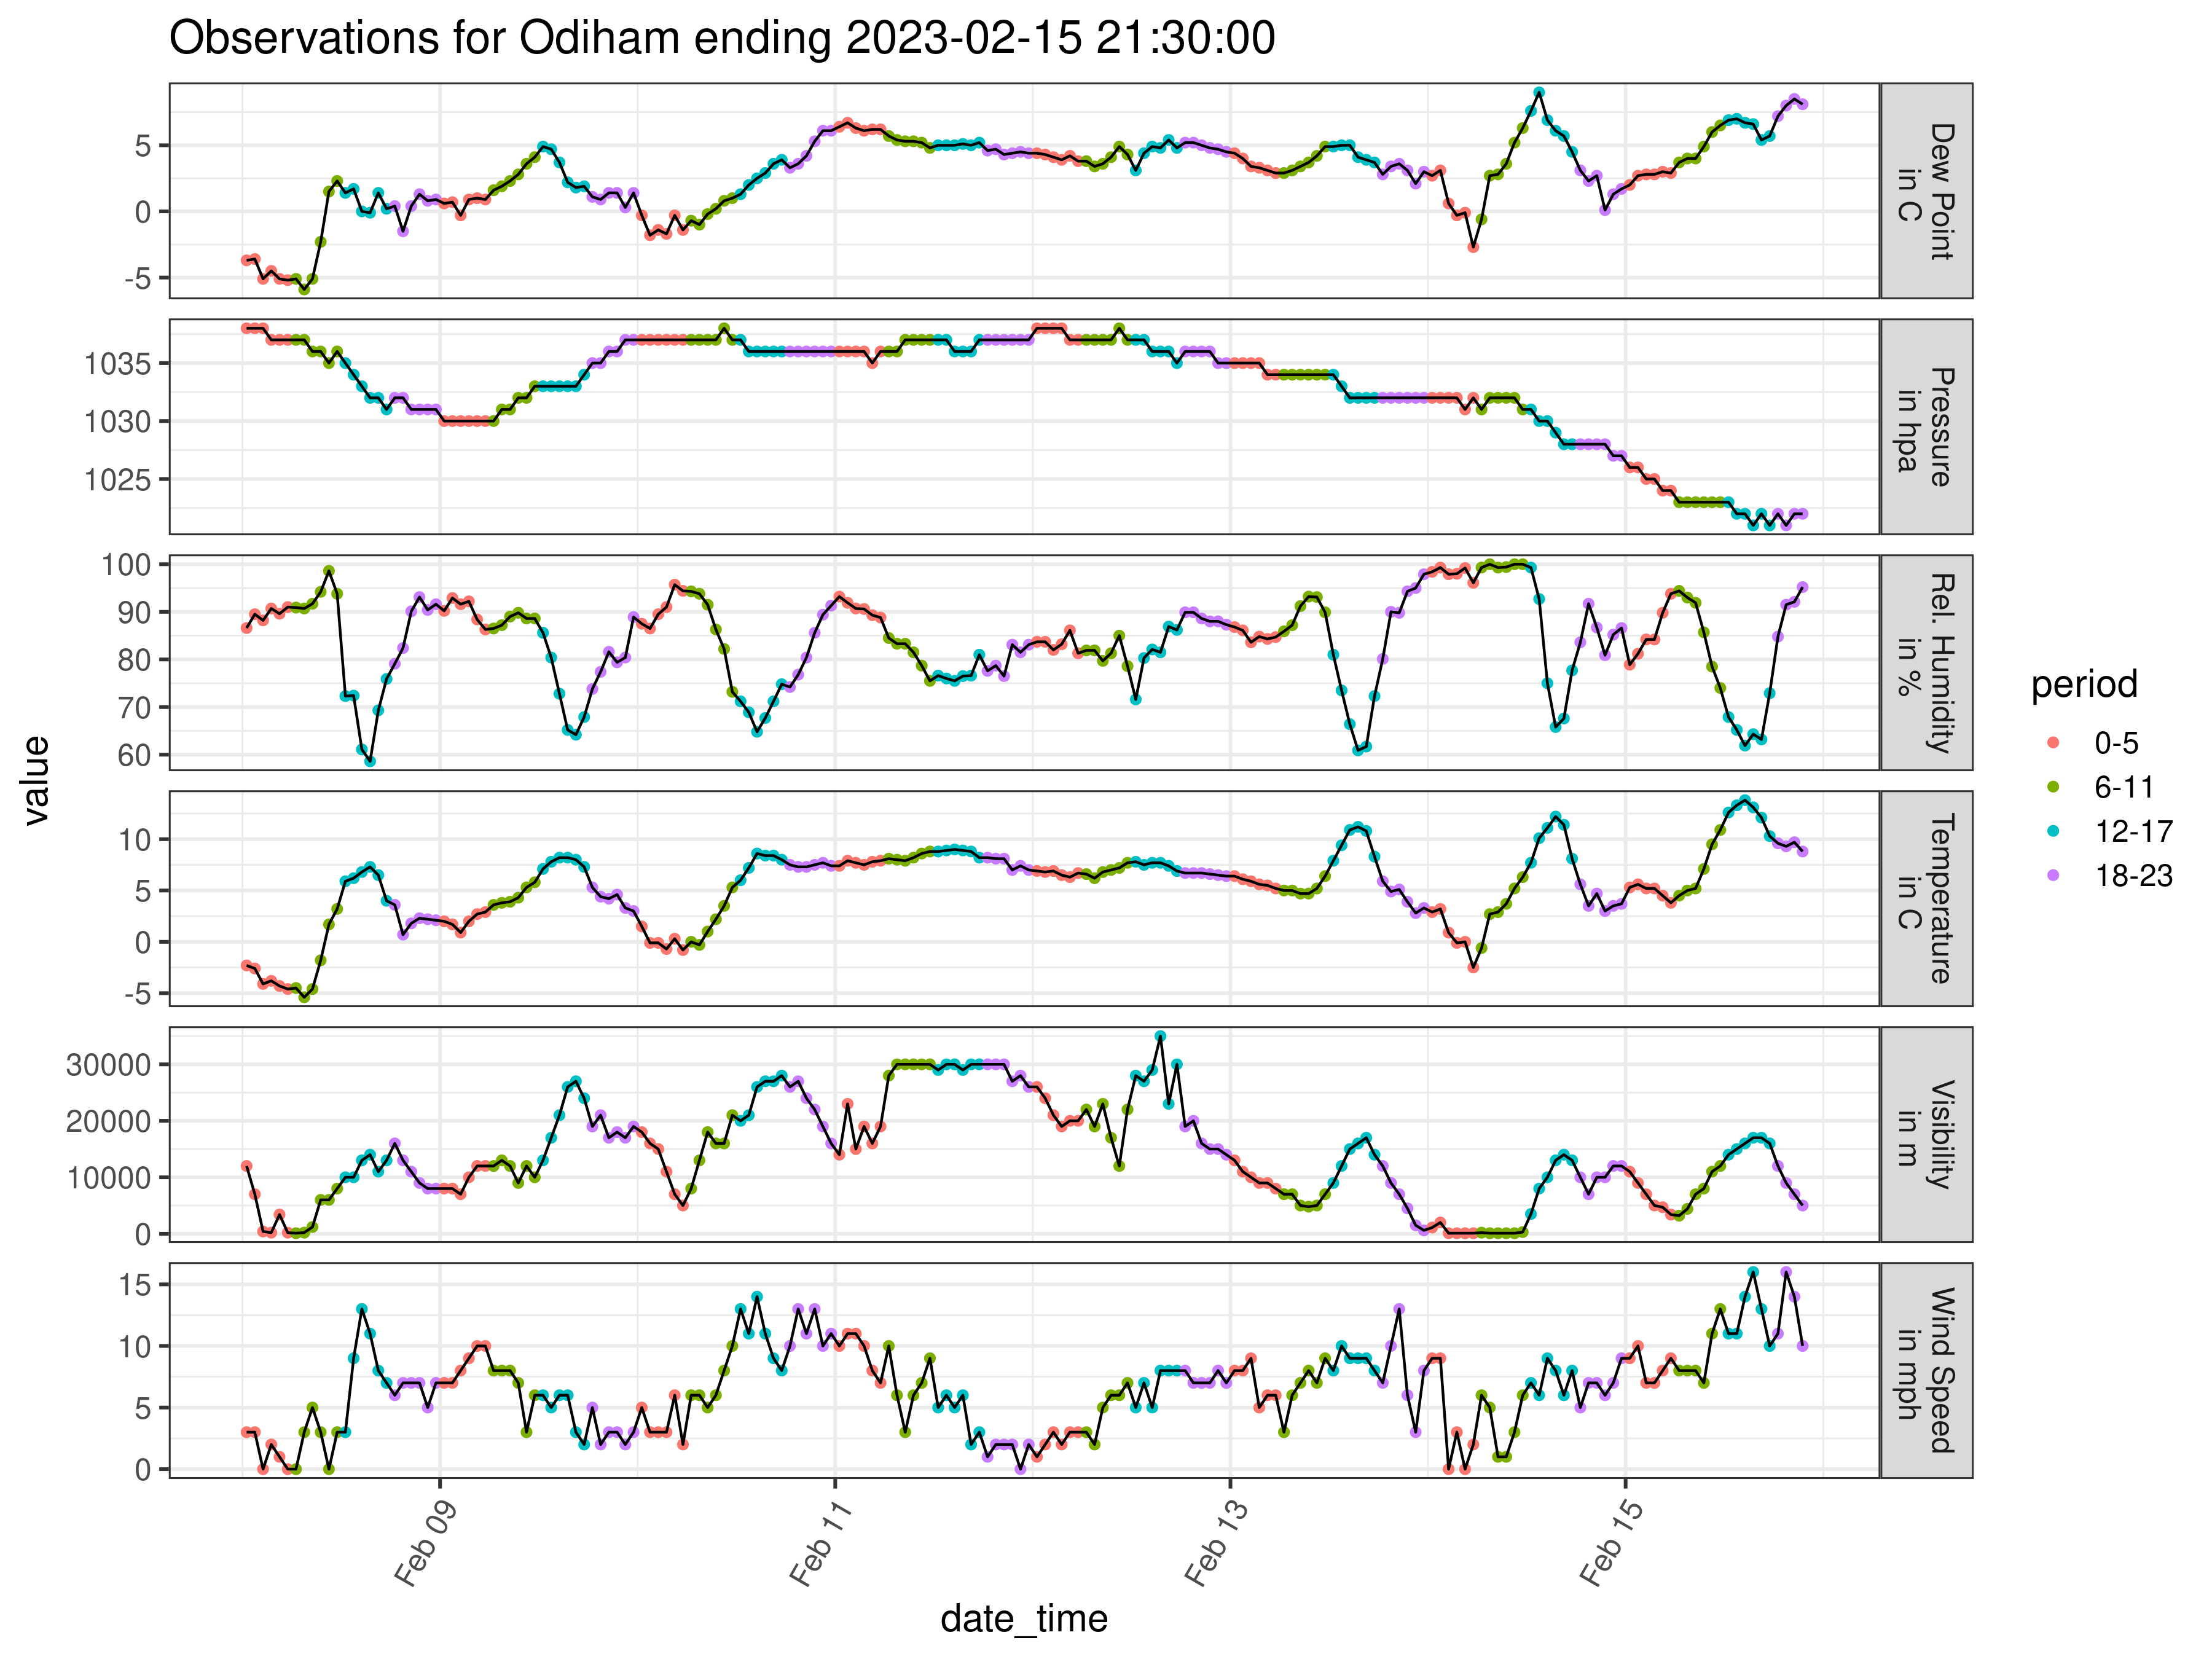 Observations for Odiham ending 2023-02-15 21:30:00
value
5
0
-5
Dew Point
in C
1035
1030
1025
Pressure
in hpa
100
90
80
70
60
Rel. Humidity
in %
10
5
0
-5
Temperature
in C
30000
20000
10000
0
Visibility
in m
15
10
5
0
Wind Speed
in mph
Feb 09
Feb 11
Feb 13
Feb 15
date_time
period
0-5
6-11
12-17
18-23